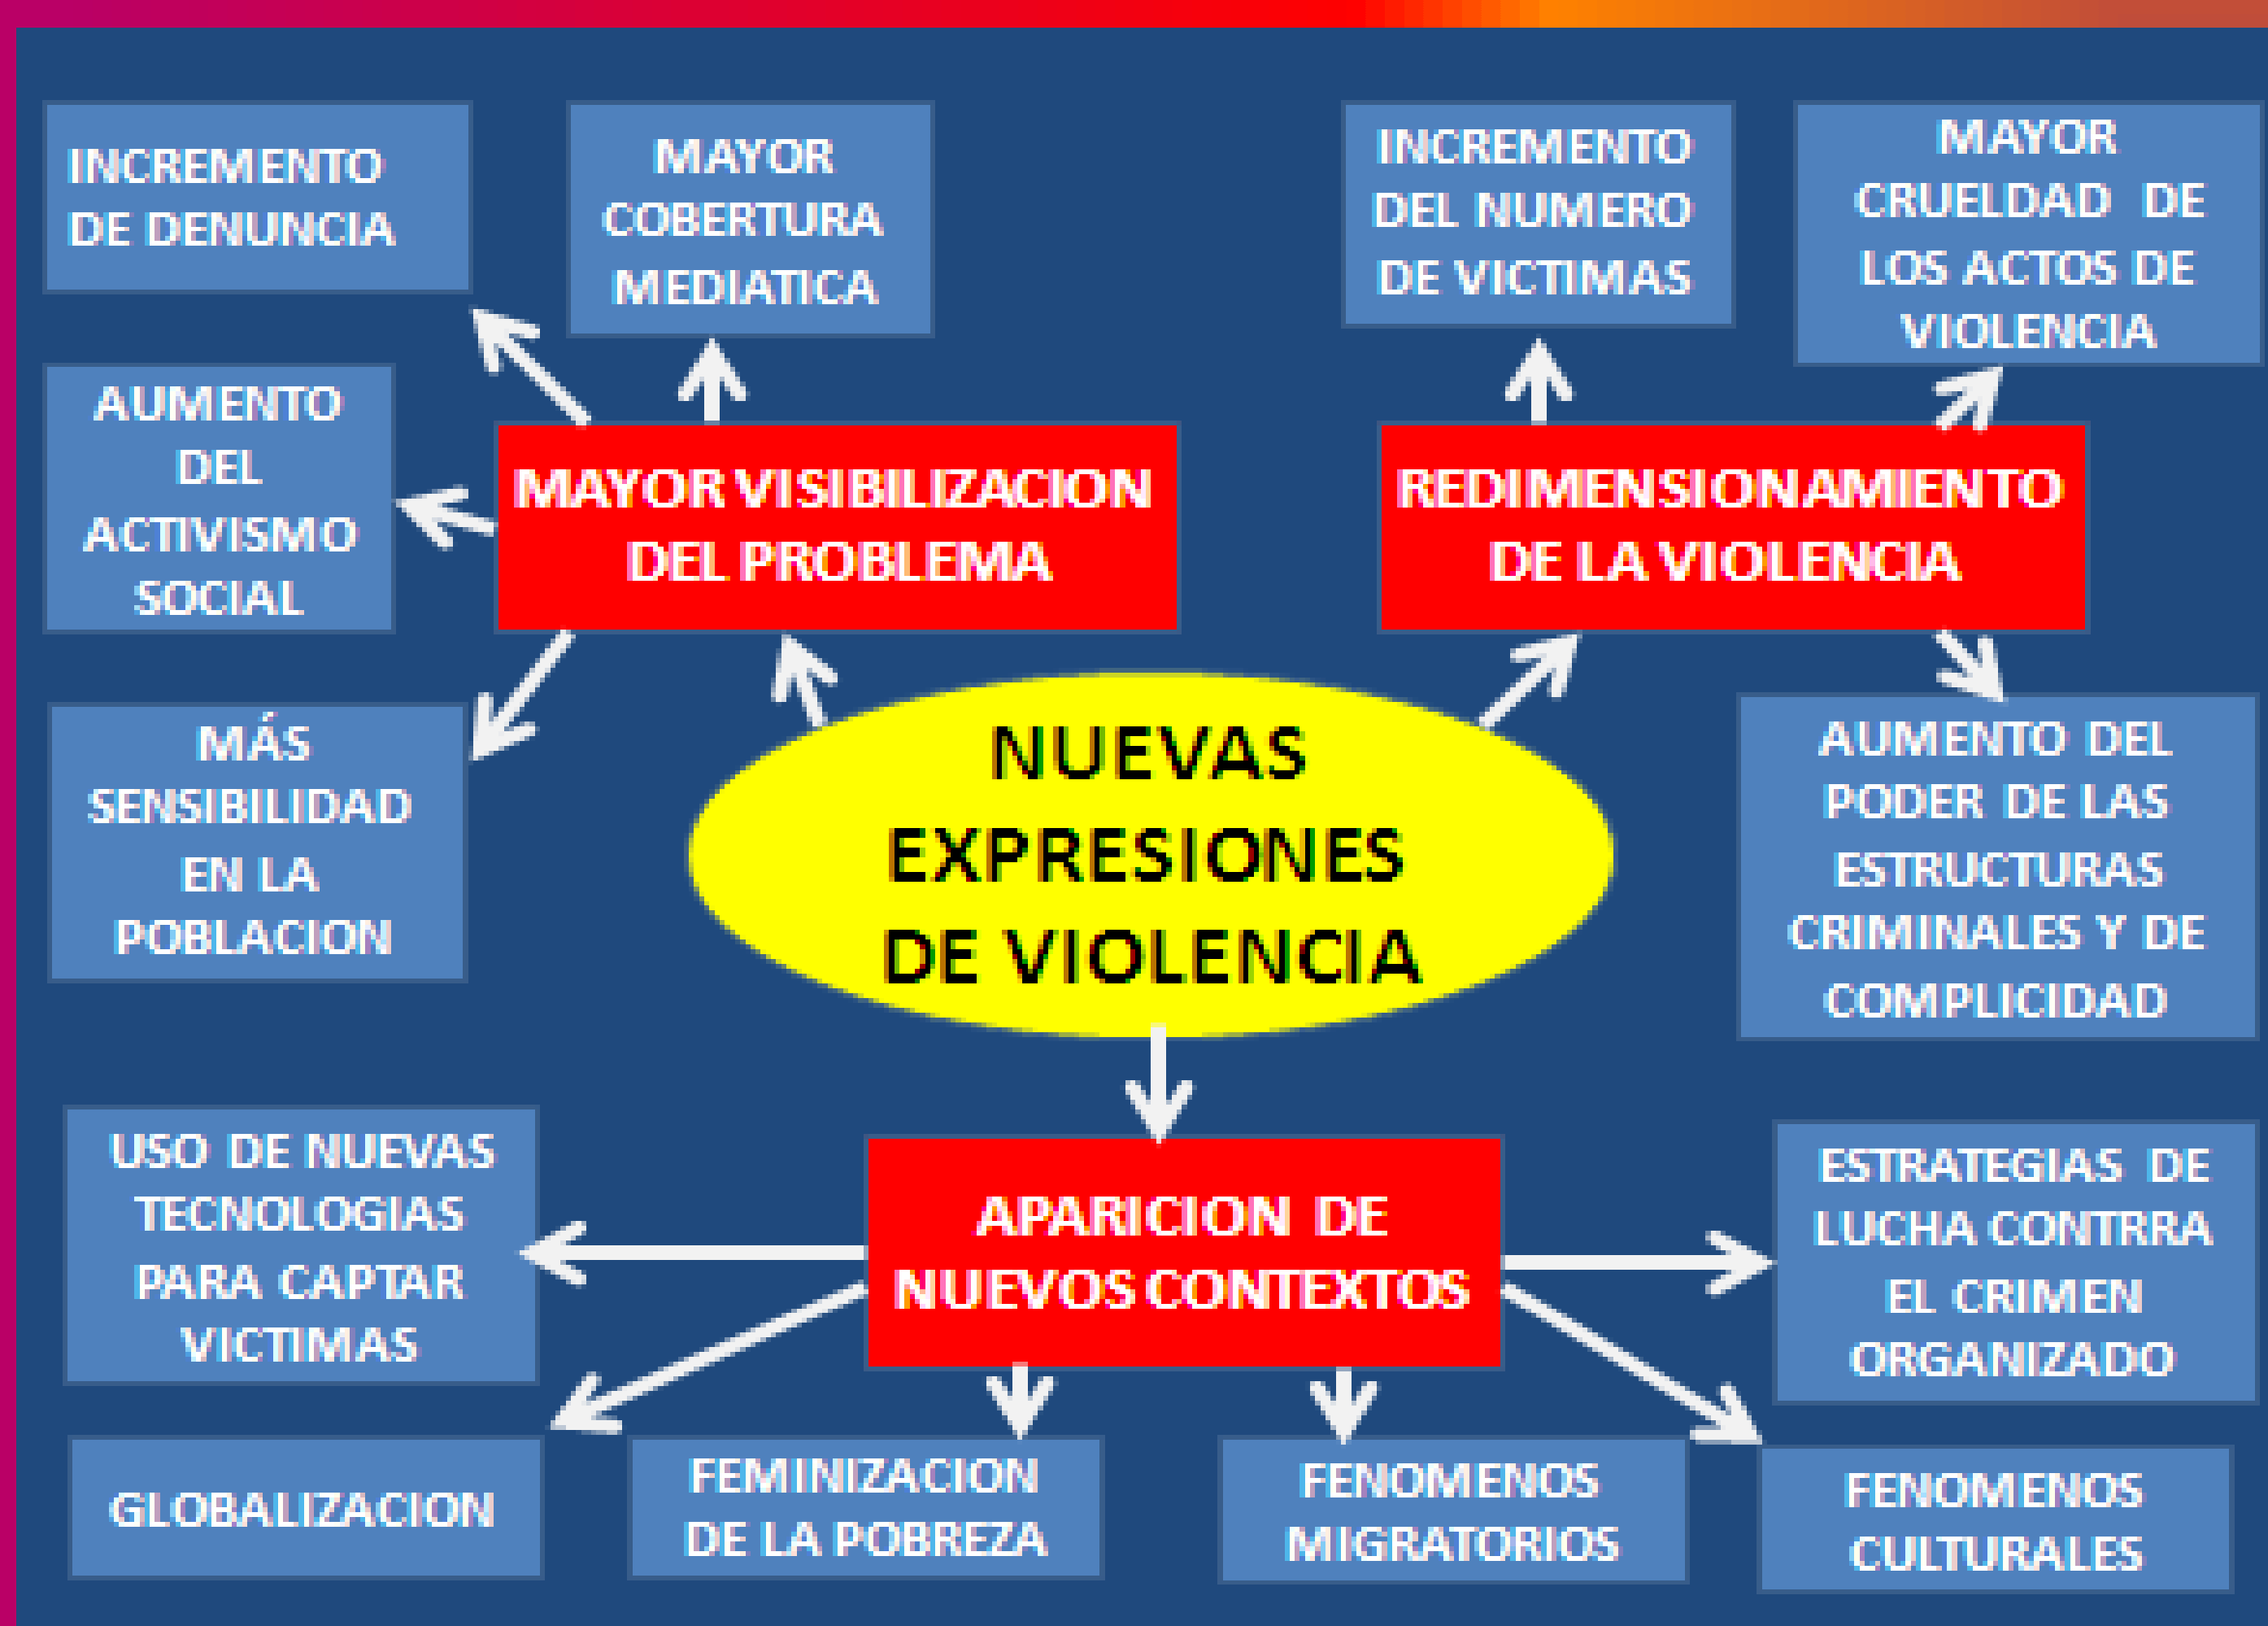 INCREMENTO
DE DENUNCIA
MAYOR
COBERTURA
MEDIATICA
INCREMENTO
DEL NUMERO
DE VICTIMAS
MAYOR
CRUELDAD DE
LOS ACTOS DE
VIOLENCIA
AUMENTO
DEL
ACTIVISMO
SOCIAL
MAYOR VISIBILIZACION
DEL PROBLEMA
REDIMENSIONAMIENTO
DE LA VIOLENCIA
MÁS
SENSIBILIDAD
EN LA
POBLACION
NUEVAS
EXPRESIONES
DE VIOLENCIA
AUMENTO DEL
PODER DE LAS
ESTRUCTURAS
CRIMINALES Y DE
COMPLICIDAD
USO DE NUEVAS
TECNOLOGIAS
PARA CAPTAR
VICTIMAS
APARICION DE
NUEVOS CONTEXTOS
ESTRATEGIAS DE
LUCHA CONTRRA
EL CRIMEN
ORGANIZADO
GLOBALIZACION
FEMINIZACION
DE LA POBREZA
FENOMENOS
MIGRATORIOS
FENOMENOS
CULTURALES